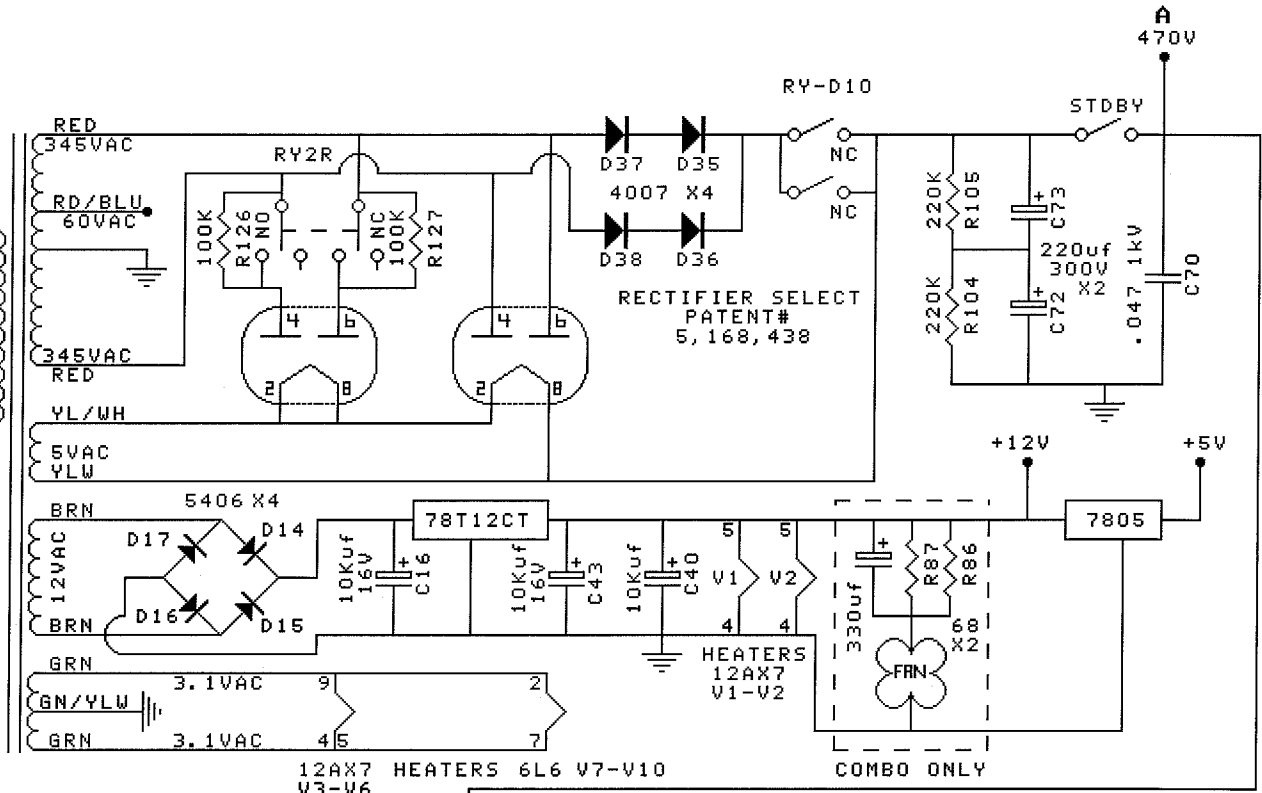 A
470V
RY-D10
STDBY
RED
345VAC
RY2R
NC
D37
D35
4007 X4
NC
RD/BLU
60VAC
100K
R126
NO
NC
100K
R127
D38
D36
220K
R105
+
C73
220uf
300V
X2
.047 1kV
C70
RECTIFIER SELECT
PATENT#
5,168,438
220K
R104
+
C72
4
6
4
6
345VAC
RED
2
8
2
8
YL/WH
5VAC
YLW
+12V
+5V
5406 X4
BRN
D17
D14
78T12CT
7805
12VAC
10Kuf
16V
+
C16
10Kuf
16V
+
C43
10Kuf
+
C40
5
5
V1
V2
4
4
+
330uf
R87
R86
68
X2
D16
D15
BRN
HEATERS
12AX7
V1-V2
FAN
GRN
3.1VAC
9
2
GN/YLW
GRN
3.1VAC
4
5
7
12AX7 HEATERS 6L6 V7-V10
V3-V6
COMBO ONLY